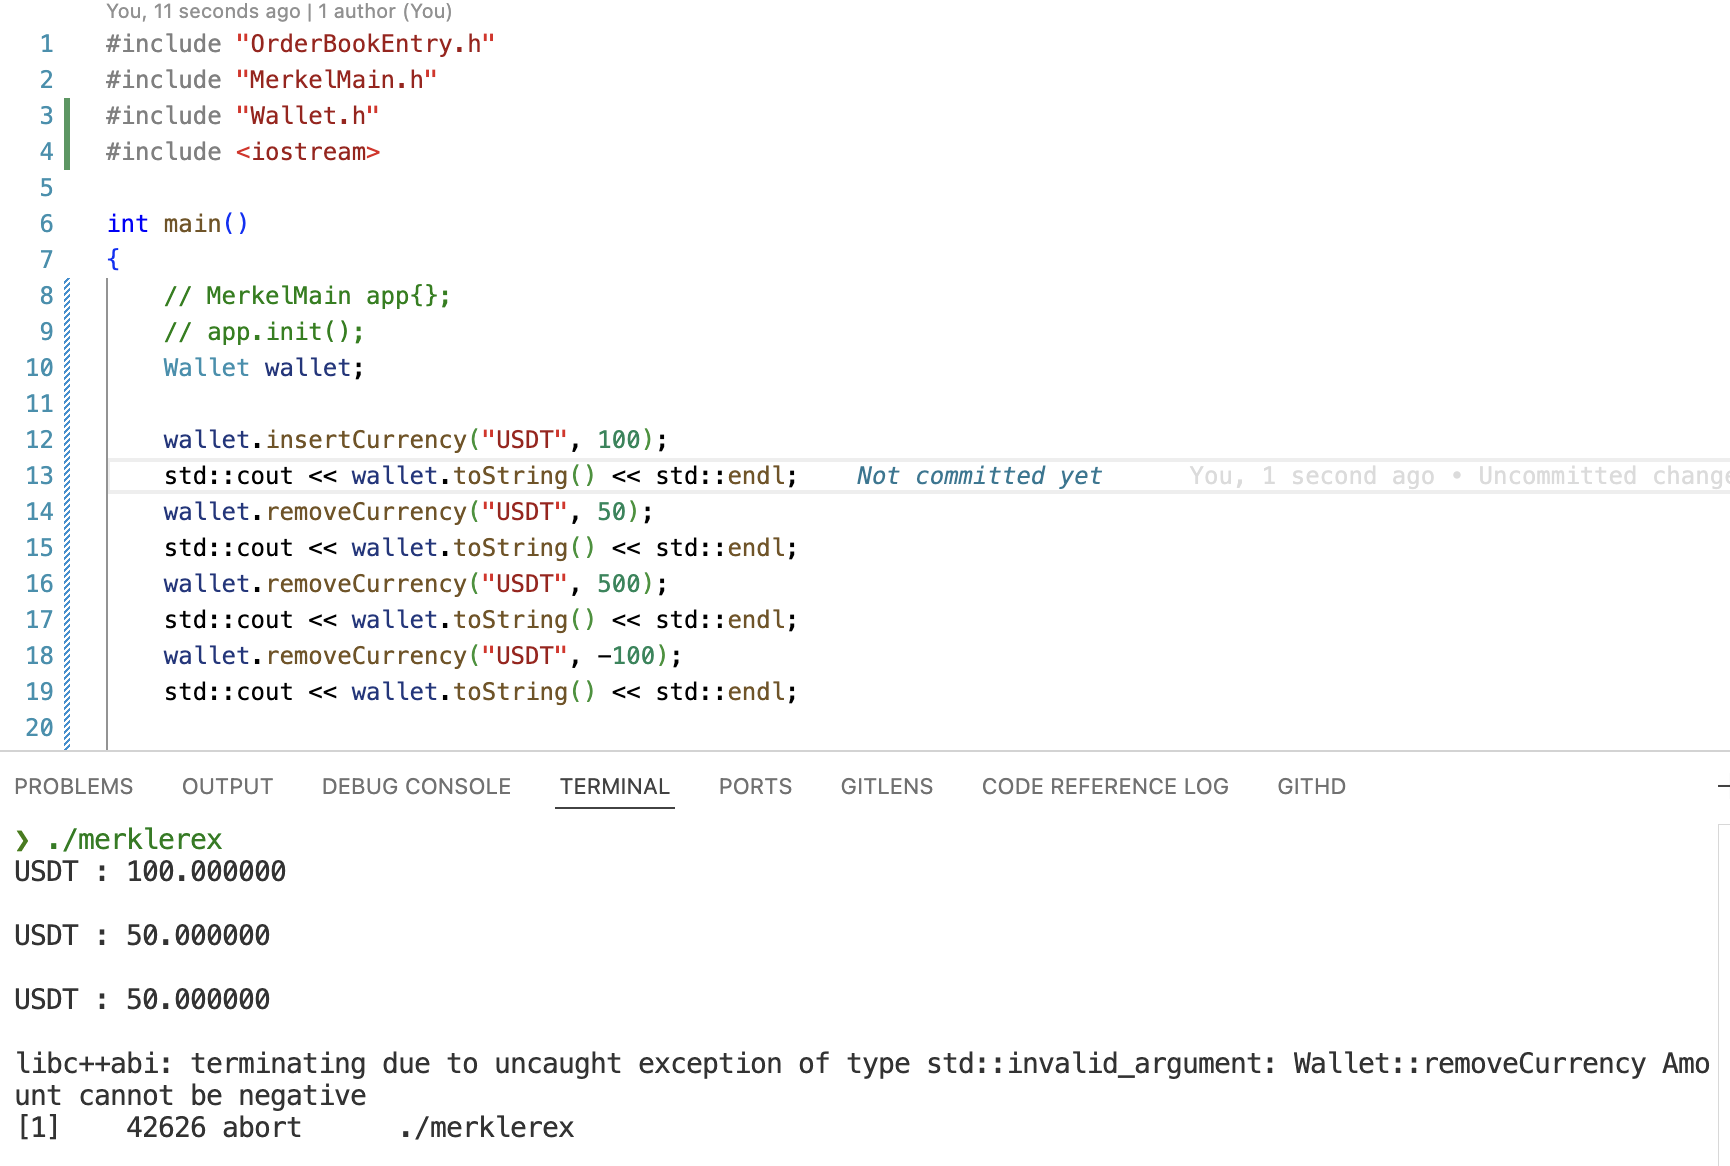 You, 11 seconds ago | 1 author (You)
1 #include "OrderBookEntry.h"
2 #include "MerkelMain.h"
3 #include "Wallet.h"
4 #include <iostream>
5
6 int main()
7 {
8 // MerkelMain app{};
9 // app.init();
10 Wallet wallet;
11
12 wallet.insertCurrency("USDT", 100);
13 std::cout << wallet.toString() << std::endl; Not committed yet You, 1 second ago • Uncommitted change
14 wallet.removeCurrency("USDT", 50);
15 std::cout << wallet.toString() << std::endl;
16 wallet.removeCurrency("USDT", 500);
17 std::cout << wallet.toString() << std::endl;
18 wallet.removeCurrency("USDT", -100);
19 std::cout << wallet.toString() << std::endl;
20
PROBLEMS OUTPUT DEBUG CONSOLE TERMINAL PORTS GITLENS CODE REFERENCE LOG GITHD
❯ ./merklerex
USDT : 100.000000
USDT : 50.000000
USDT : 50.000000
libc++abi: terminating due to uncaught exception of type std::invalid_argument: Wallet::removeCurrency Amo
unt cannot be negative
[1] 42626 abort ./merklerex